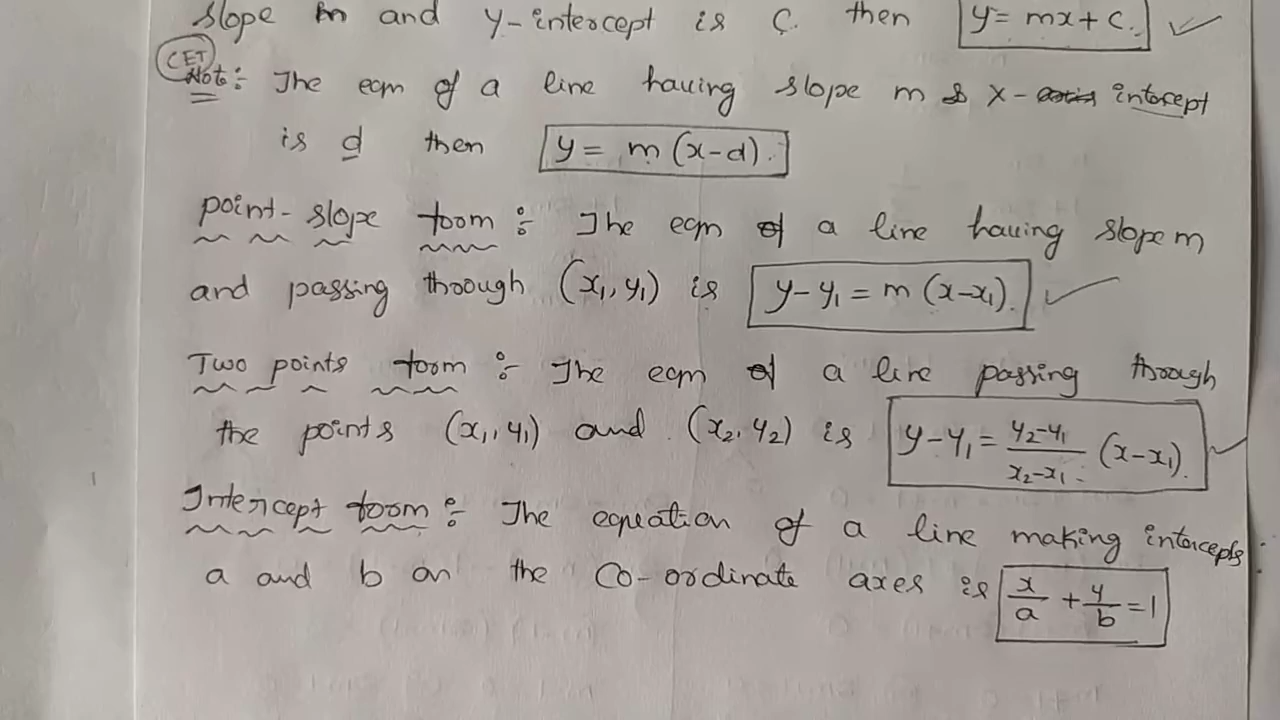 slope m and y-intercept is c. then y = mx + c.
CET
Note: The eqn of a line having slope m & x- axis intercept
is d then y = m (x-d).
point-slope form: The eqn of a line having slope m
and passing through (x₁, y₁) is y-y₁ = m (x-x₁).
Two points form: The eqn of a line passing through
the points (x₁, y₁) and (x₂, y₂) is y-y₁ = y₂-y₁/x₂-x₁ (x-x₁).
Intercept form: The equation of a line making intercepts
a and b on the co-ordinate axes is x/a + y/b = 1